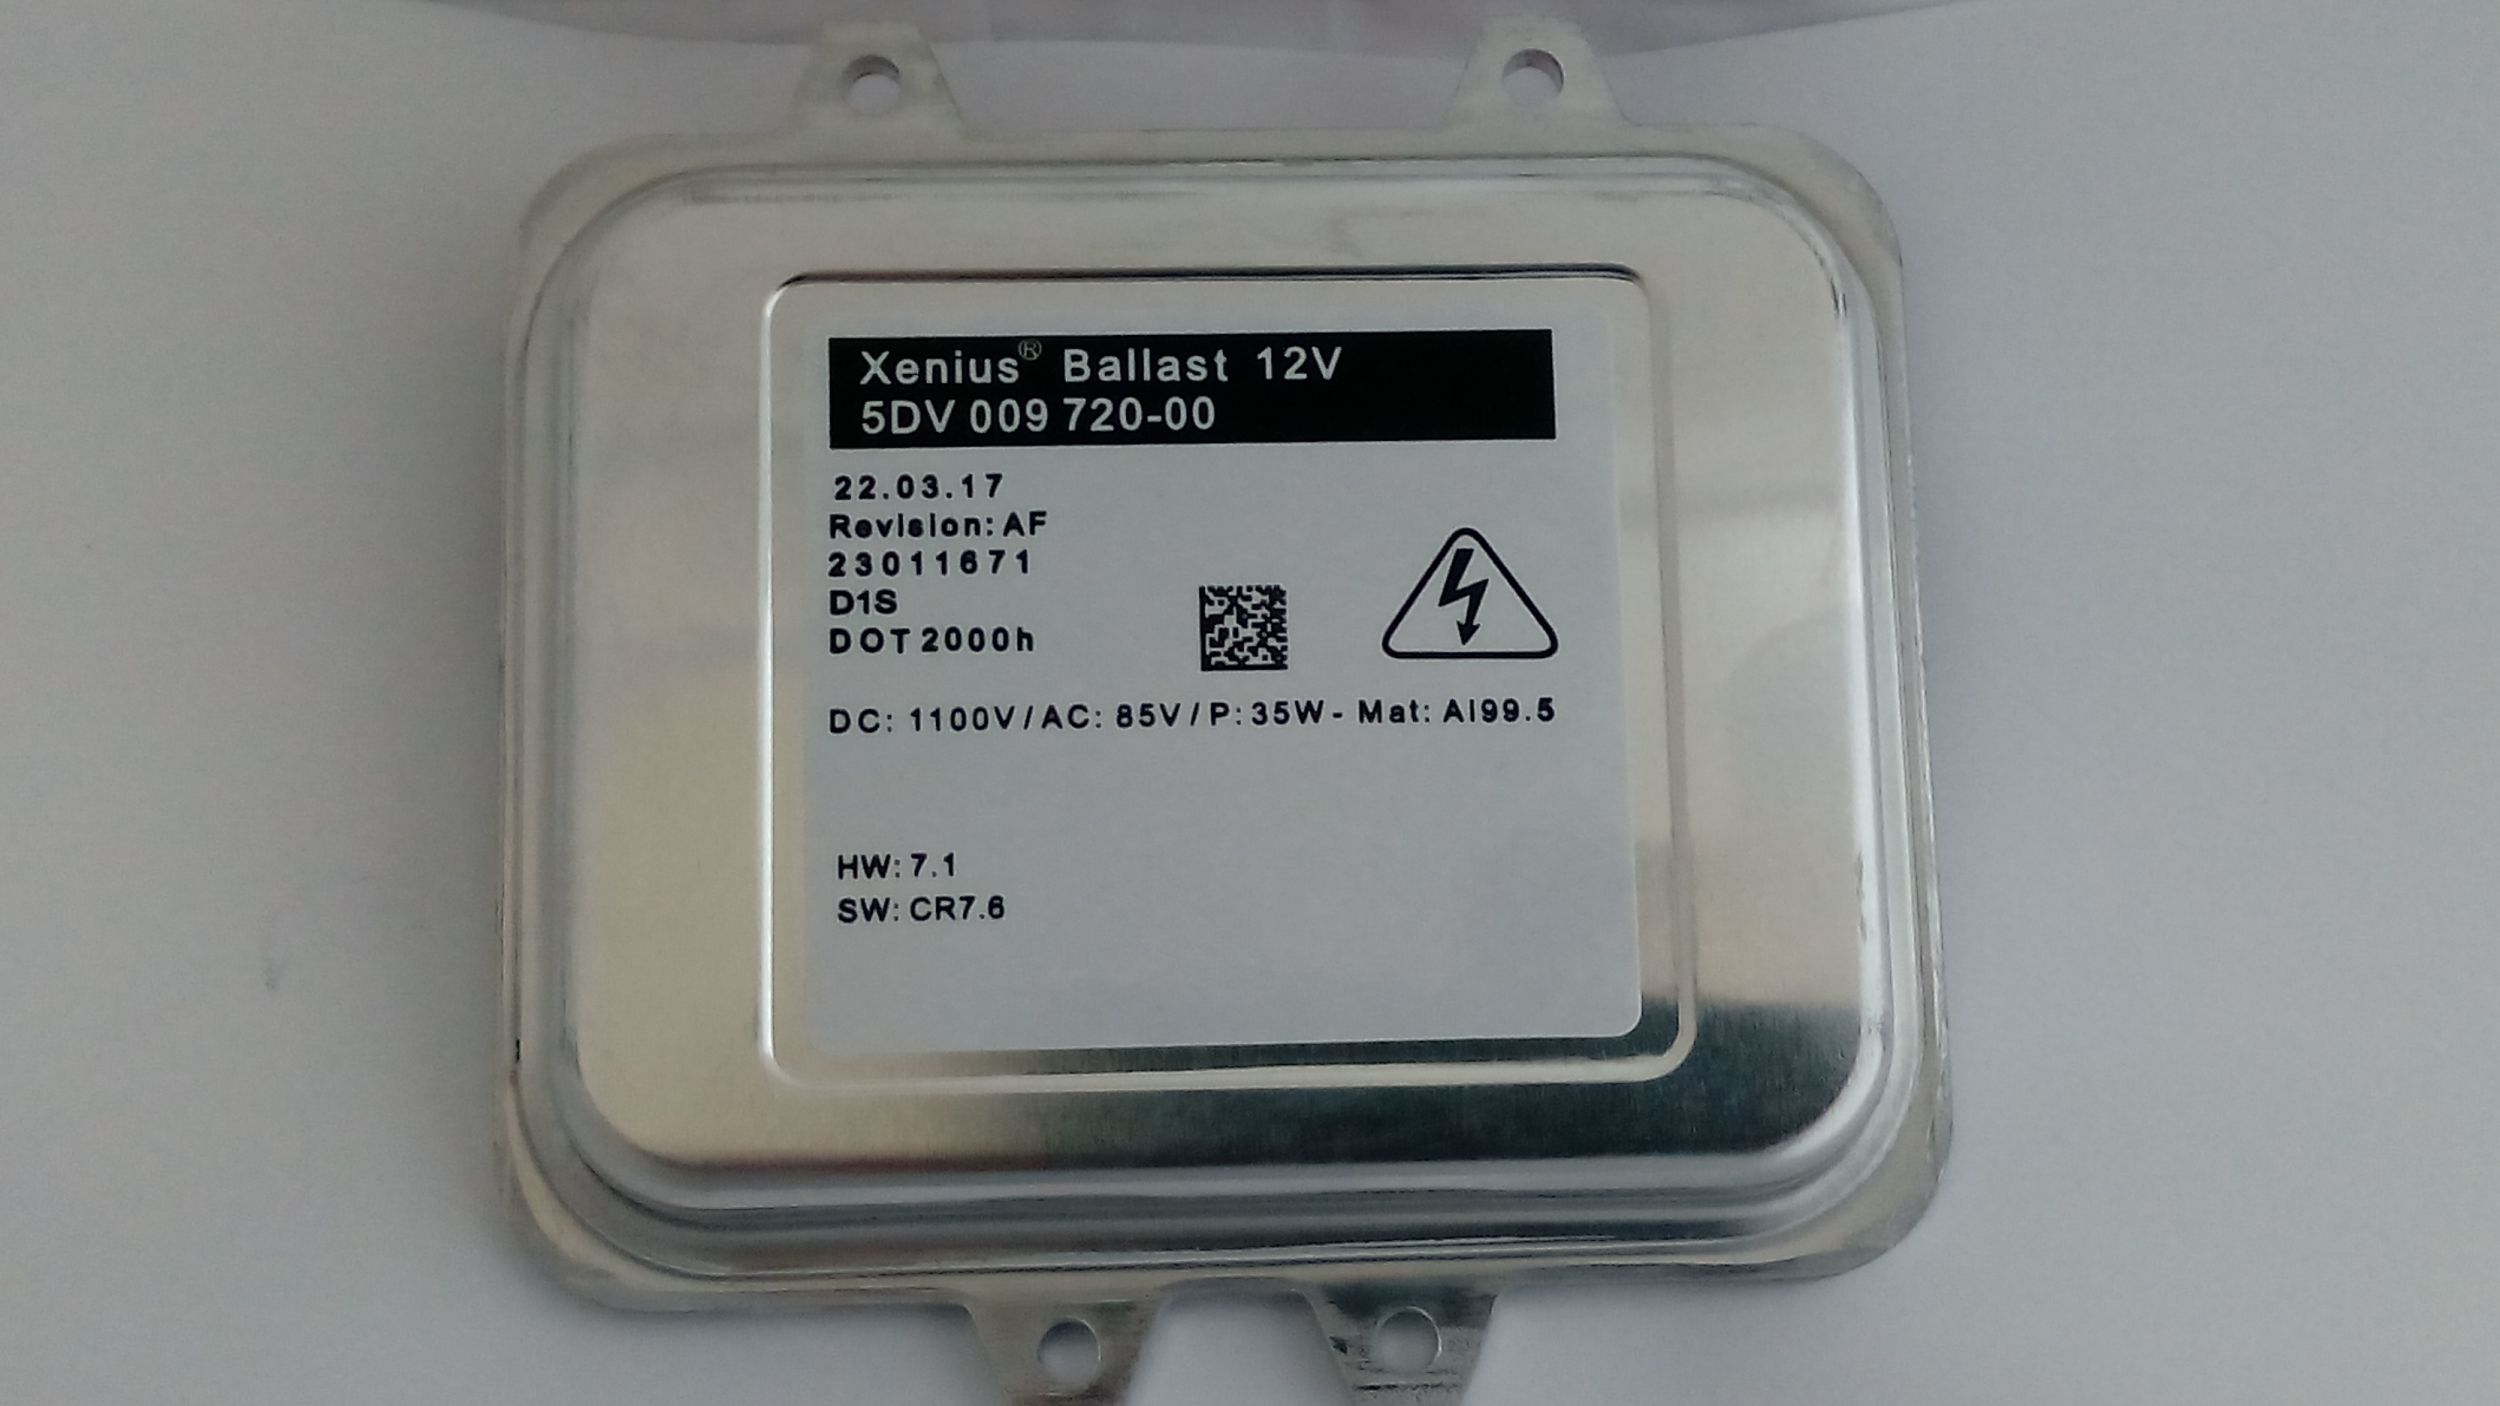 Xenius® Ballast 12V
5DV 009 720-00
22.03.17
Revision: AF
23011671
D1S
DOT 2000h
DC: 1100V / AC: 85V / P: 35W - Mat: Al99.5
HW: 7.1
SW: CR7.6